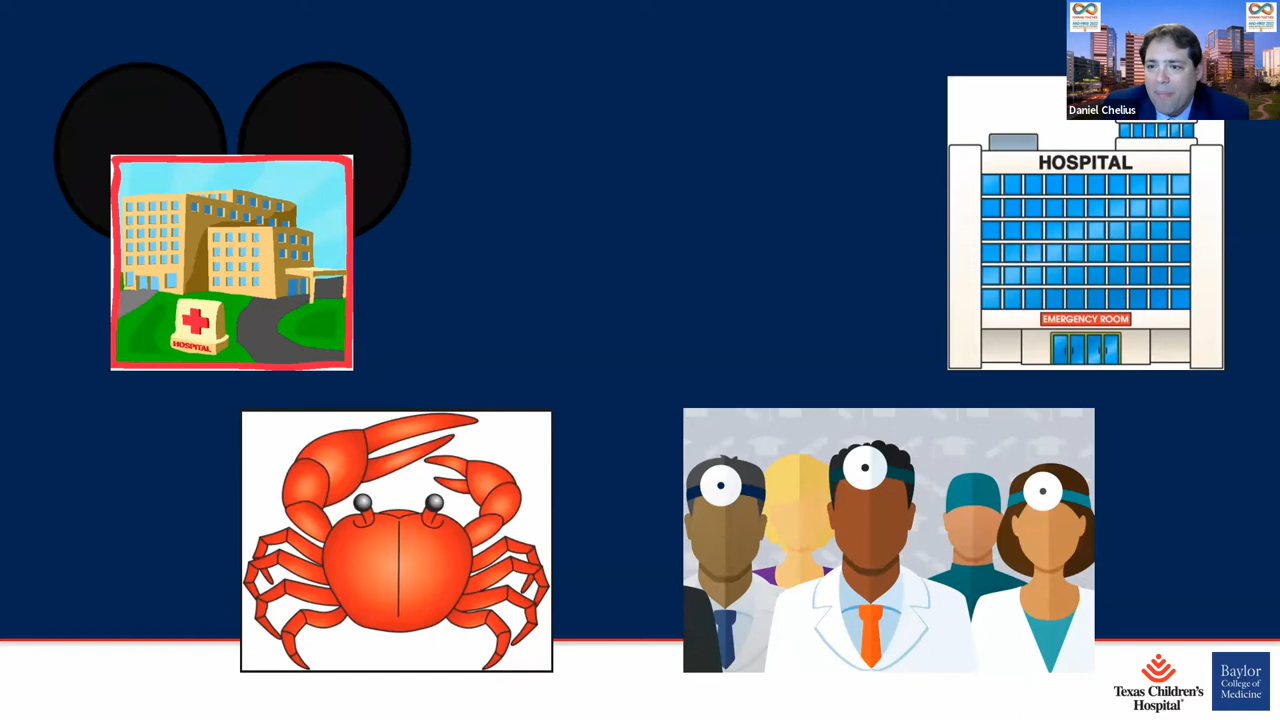 Daniel Chelius
HOSPITAL
EMERGENCY ROOM
HOSPITAL
Texas Children's
Hospital
Baylor
College of
Medicine